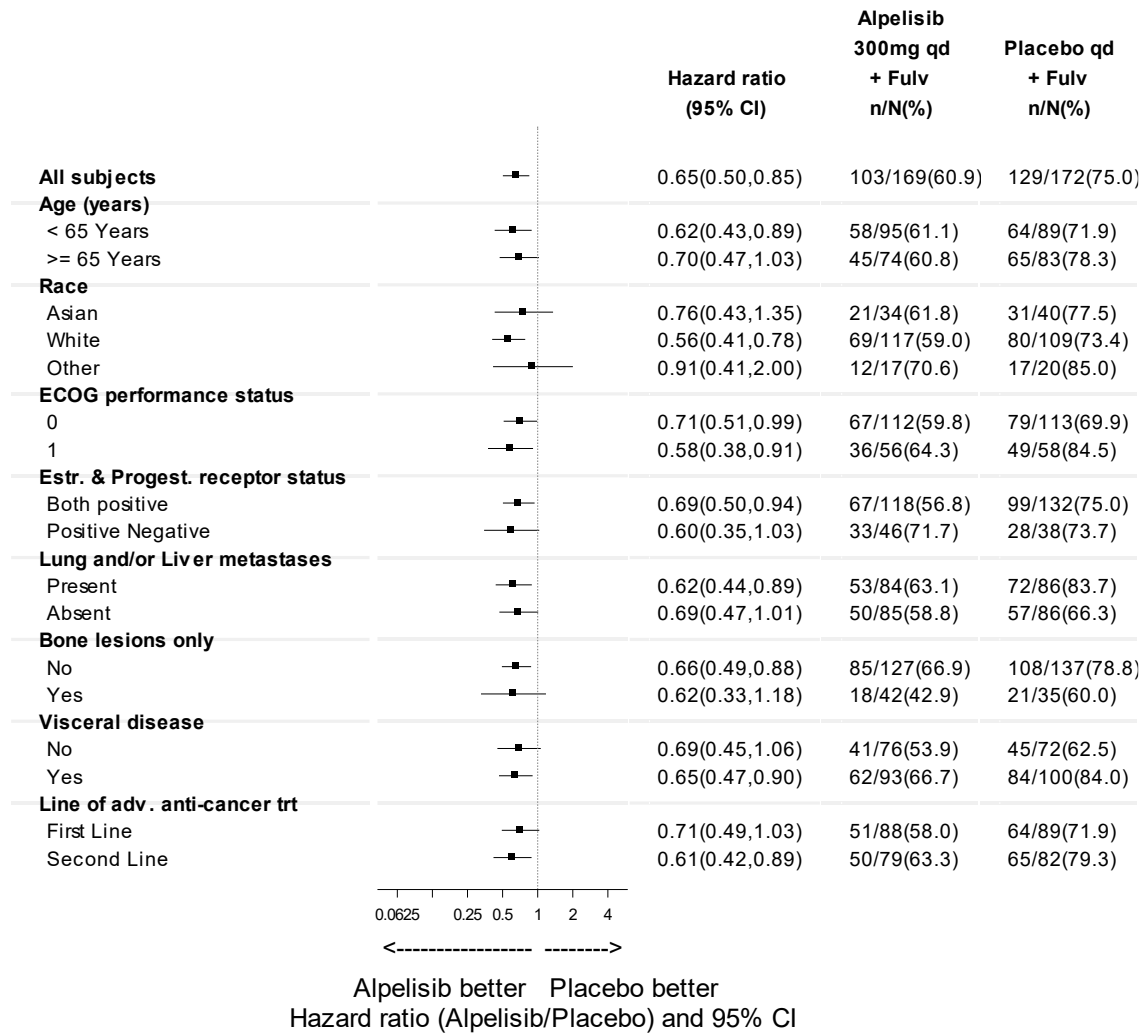 Alpelisib
300mg qd Placebo qd
Hazard ratio + Fulv + Fulv
(95% CI) n/N(%) n/N(%)
All subjects 0.65(0.50,0.85) 103/169(60.9) 129/172(75.0)
Age (years)
< 65 Years 0.62(0.43,0.89) 58/95(61.1) 64/89(71.9)
>= 65 Years 0.70(0.47,1.03) 45/74(60.8) 65/83(78.3)
Race
Asian 0.76(0.43,1.35) 21/34(61.8) 31/40(77.5)
White 0.56(0.41,0.78) 69/117(59.0) 80/109(73.4)
Other 0.91(0.41,2.00) 12/17(70.6) 17/20(85.0)
ECOG performance status
0 0.71(0.51,0.99) 67/112(59.8) 79/113(69.9)
1 0.58(0.38,0.91) 36/56(64.3) 49/58(84.5)
Estr. & Progest. receptor status
Both positive 0.69(0.50,0.94) 67/118(56.8) 99/132(75.0)
Positive Negative 0.60(0.35,1.03) 33/46(71.7) 28/38(73.7)
Lung and/or Liver metastases
Present 0.62(0.44,0.89) 53/84(63.1) 72/86(83.7)
Absent 0.69(0.47,1.01) 50/85(58.8) 57/86(66.3)
Bone lesions only
No 0.66(0.49,0.88) 85/127(66.9) 108/137(78.8)
Yes 0.62(0.33,1.18) 18/42(42.9) 21/35(60.0)
Visceral disease
No 0.69(0.45,1.06) 41/76(53.9) 45/72(62.5)
Yes 0.65(0.47,0.90) 62/93(66.7) 84/100(84.0)
Line of adv. anti-cancer trt
First Line 0.71(0.49,1.03) 51/88(58.0) 64/89(71.9)
Second Line 0.61(0.42,0.89) 50/79(63.3) 65/82(79.3)
0.0625 0.25 0.5 1 2 4
<----------------- -------->
Alpelisib better Placebo better
Hazard ratio (Alpelisib/Placebo) and 95% CI